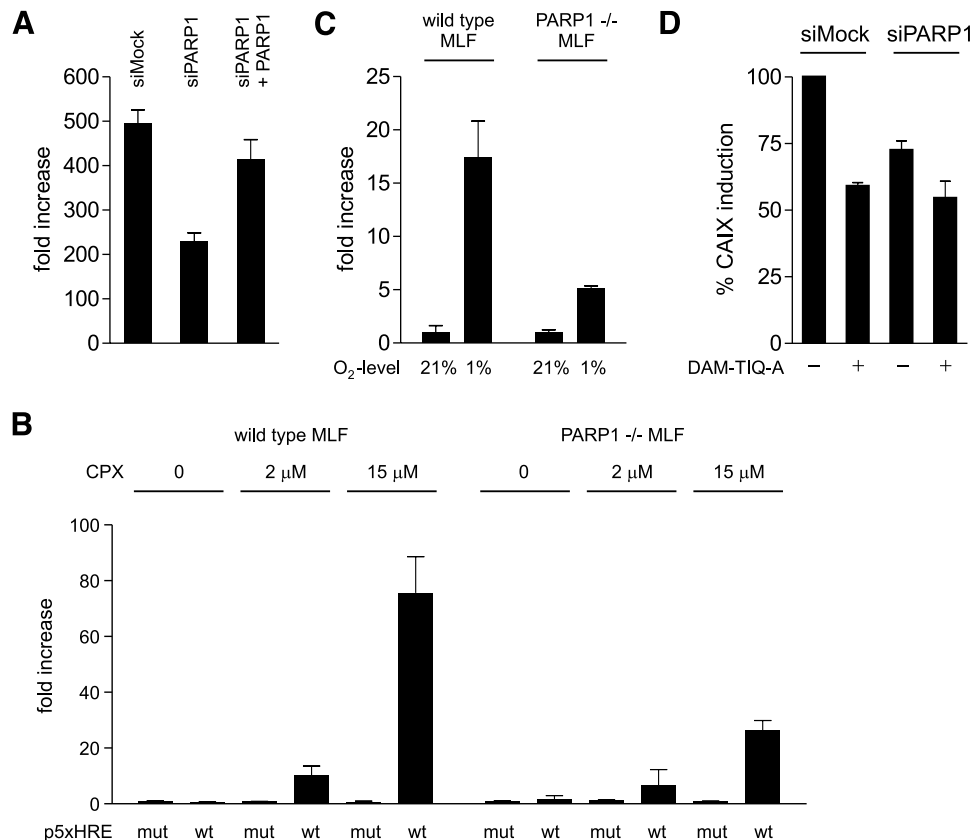 A
siMock
siPARP1
siPARP1
+ PARP1
600
500
400
300
200
100
0
fold increase
C
wild type
MLF
PARP1 -/-
MLF
25
20
15
10
5
0
fold increase
O₂-level
21% 1% 21% 1%
D
siMock siPARP1
100
75
50
25
0
% CAIX induction
DAM-TIQ-A − + − +
B
wild type MLF PARP1 -/- MLF
CPX 0 2 μM 15 μM 0 2 μM 15 μM
100
80
60
40
20
0
fold increase
p5xHRE mut wt mut wt mut wt mut wt mut wt mut wt